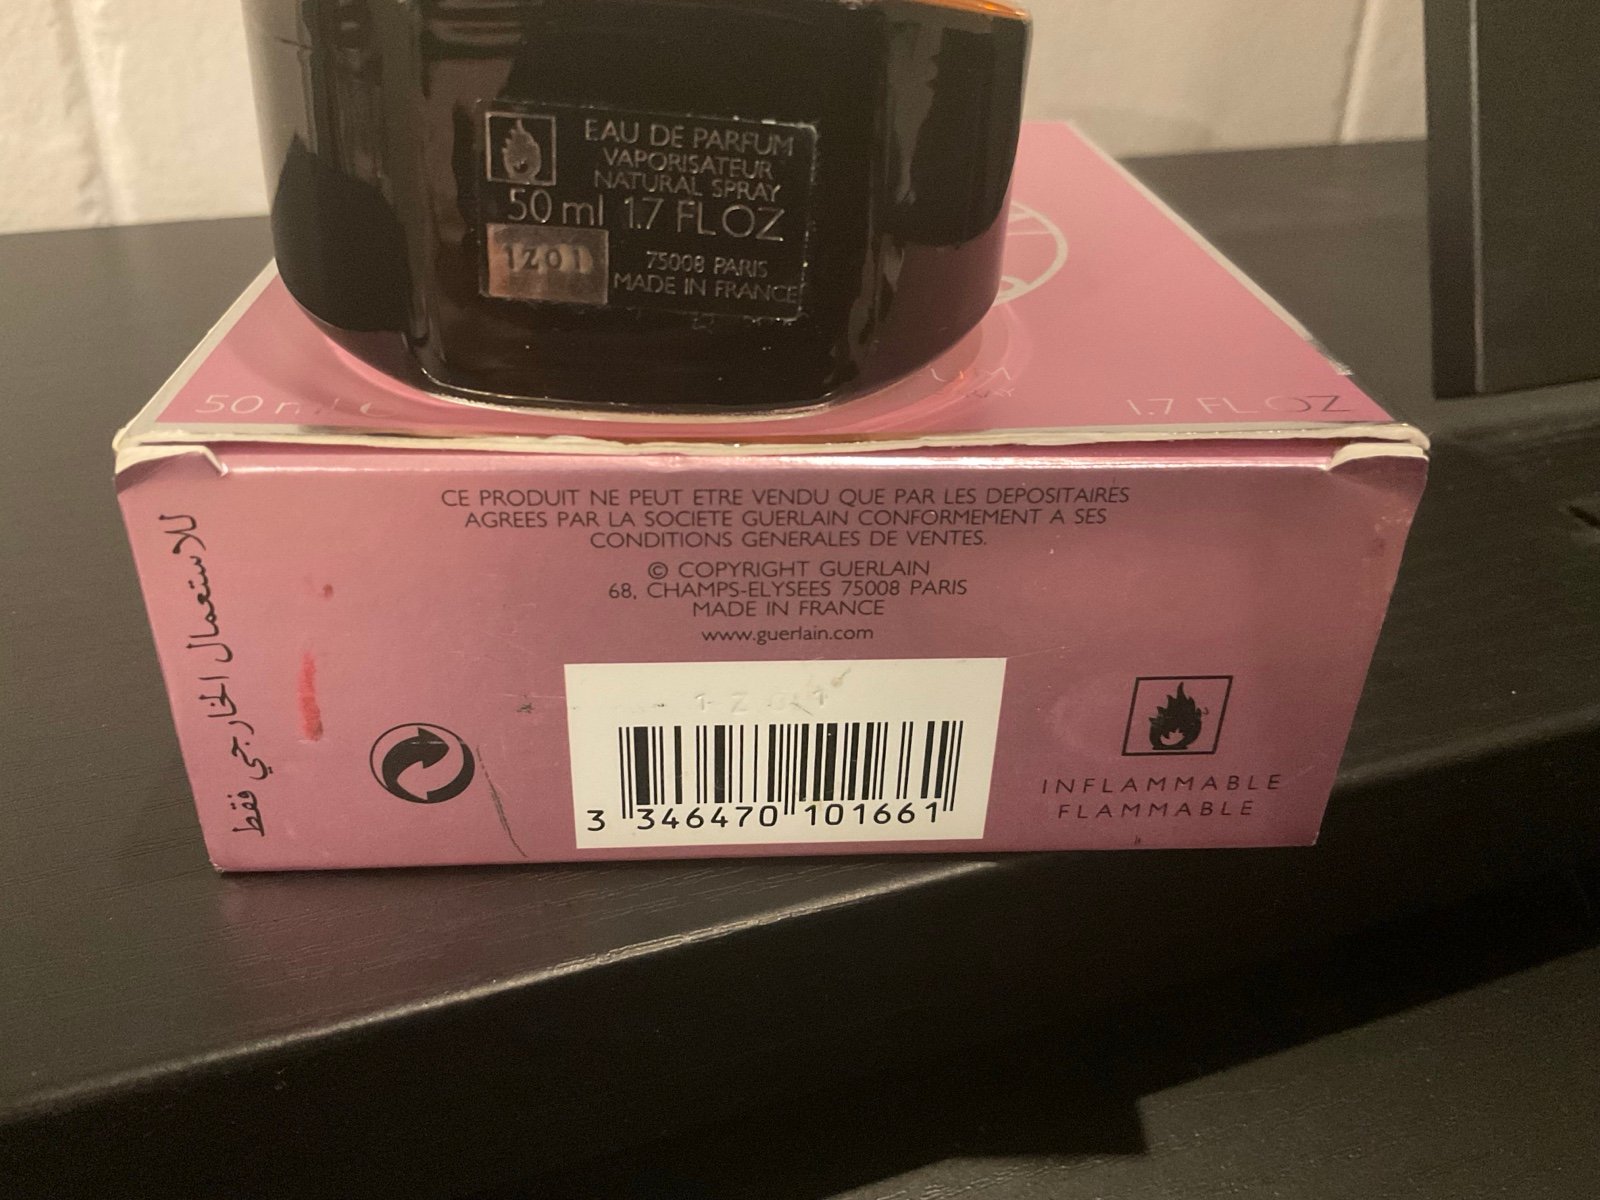 EAU DE PARFUM
VAPORISATEUR
NATURAL SPRAY
50 ml 1.7 FL OZ
1Z01
75008 PARIS
MADE IN FRANCE
50 ml
1.7 FL OZ
CE PRODUIT NE PEUT ETRE VENDU QUE PAR LES DEPOSITAIRES
AGREES PAR LA SOCIETE GUERLAIN CONFORMEMENT A SES
CONDITIONS GENERALES DE VENTES.
© COPYRIGHT GUERLAIN
68, CHAMPS-ELYSEES 75008 PARIS
MADE IN FRANCE
www.guerlain.com
للاستعمال الخارجي فقط
1Z01
3 346470 101661
INFLAMMABLE
FLAMMABLE